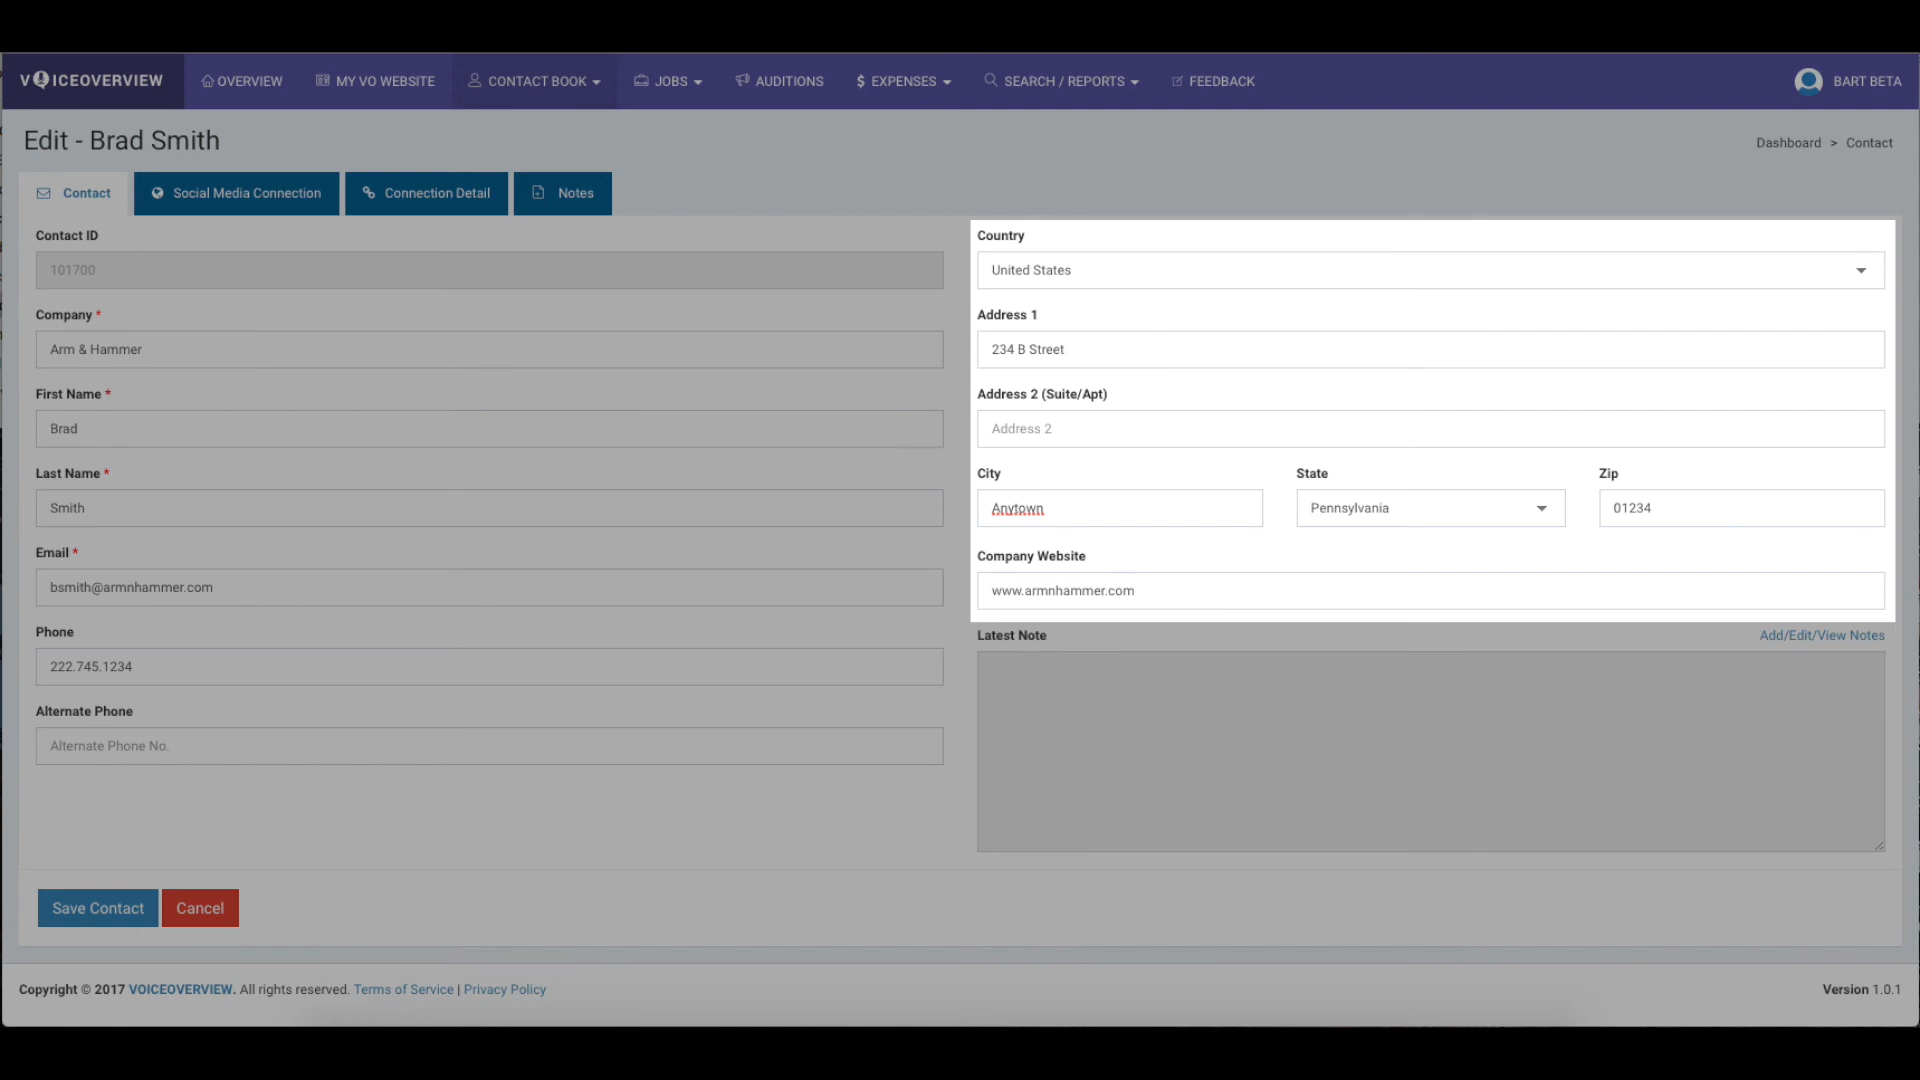 VOICEOVERVIEW
OVERVIEW
MY VO WEBSITE
CONTACT BOOK
JOBS
AUDITIONS
$ EXPENSES
SEARCH / REPORTS
FEEDBACK
BART BETA
Edit - Brad Smith
Dashboard > Contact
Contact
Social Media Connection
Connection Detail
Notes
Contact ID
101700
Company *
Arm & Hammer
First Name *
Brad
Last Name *
Smith
Email *
bsmith@armnhammer.com
Phone
222.745.1234
Alternate Phone
Alternate Phone No.
Country
United States
Address 1
234 B Street
Address 2 (Suite/Apt)
Address 2
City
Anytown
State
Pennsylvania
Zip
01234
Company Website
www.armnhammer.com
Latest Note
Add/Edit/View Notes
Save Contact
Cancel
Copyright © 2017 VOICEOVERVIEW. All rights reserved. Terms of Service | Privacy Policy
Version 1.0.1